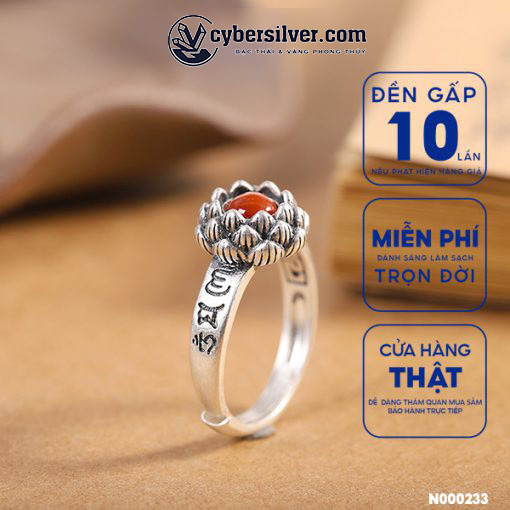 cybersilver.com
BẠC THÁI & VÀNG PHONG THỦY
ĐỀN GẤP
10 LẦN
NẾU PHÁT HIỆN HÀNG GIẢ
MIỄN PHÍ
ĐÁNH SÁNG LÀM SẠCH
TRỌN ĐỜI
CỬA HÀNG
THẬT
DỄ DÀNG THĂM QUAN MUA SẮM
BẢO HÀNH TRỰC TIẾP
N000233